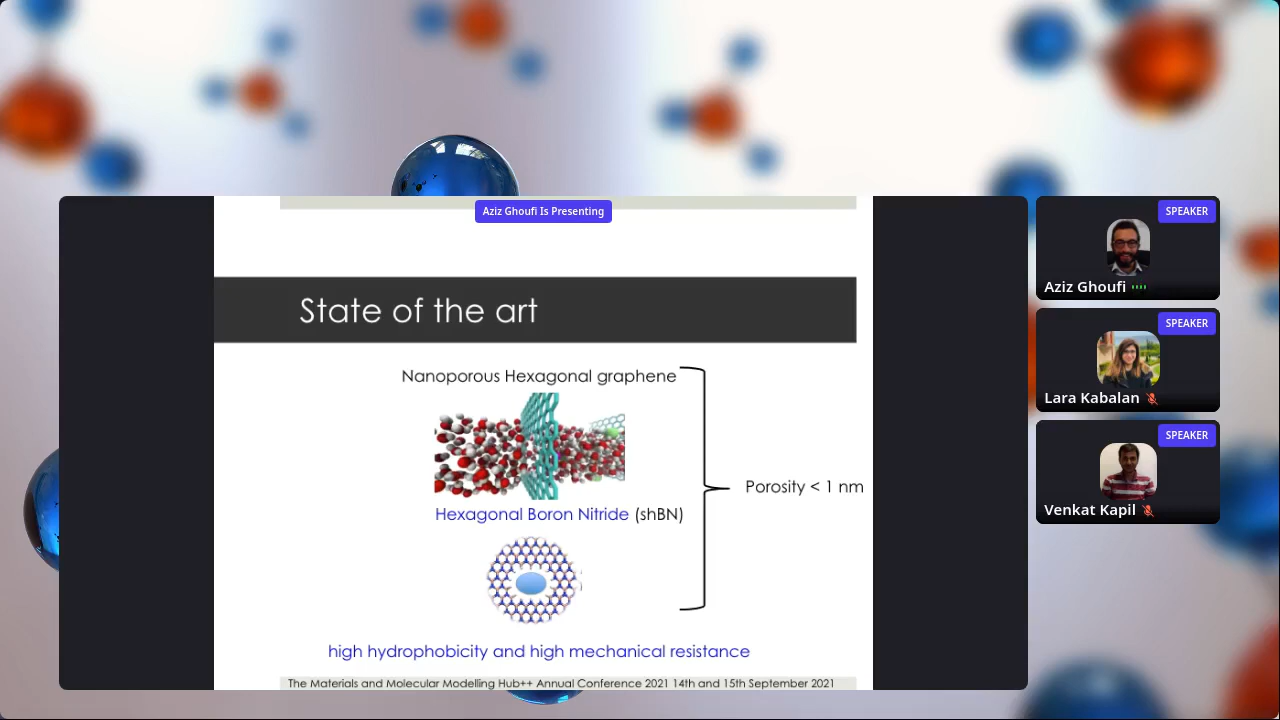 Aziz Ghoufi Is Presenting
State of the art
Nanoporous Hexagonal graphene
Porosity < 1 nm
Hexagonal Boron Nitride (shBN)
high hydrophobicity and high mechanical resistance
The Materials and Molecular Modelling Hub++ Annual Conference 2021 14th and 15th September 2021
SPEAKER
Aziz Ghoufi
SPEAKER
Lara Kabalan
SPEAKER
Venkat Kapil